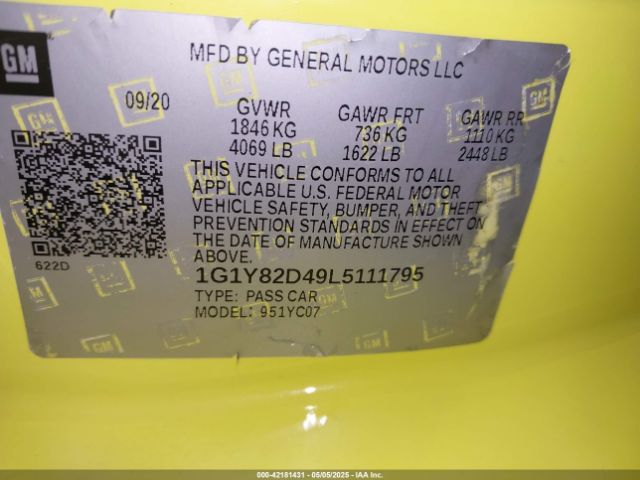 GM
MFD BY GENERAL MOTORS LLC
09/20
GVWR GAWR FRT GAWR RR
1846 KG 736 KG 1110 KG
4069 LB 1622 LB 2448 LB
THIS VEHICLE CONFORMS TO ALL
APPLICABLE U.S. FEDERAL MOTOR
VEHICLE SAFETY, BUMPER, AND THEFT
PREVENTION STANDARDS IN EFFECT ON
THE DATE OF MANUFACTURE SHOWN
ABOVE.
622D
1G1Y82D49L5111795
TYPE: PASS CAR
MODEL: 951YC07
GM
GM
GM
000-42181431 - 05/05/2025 - IAA Inc.